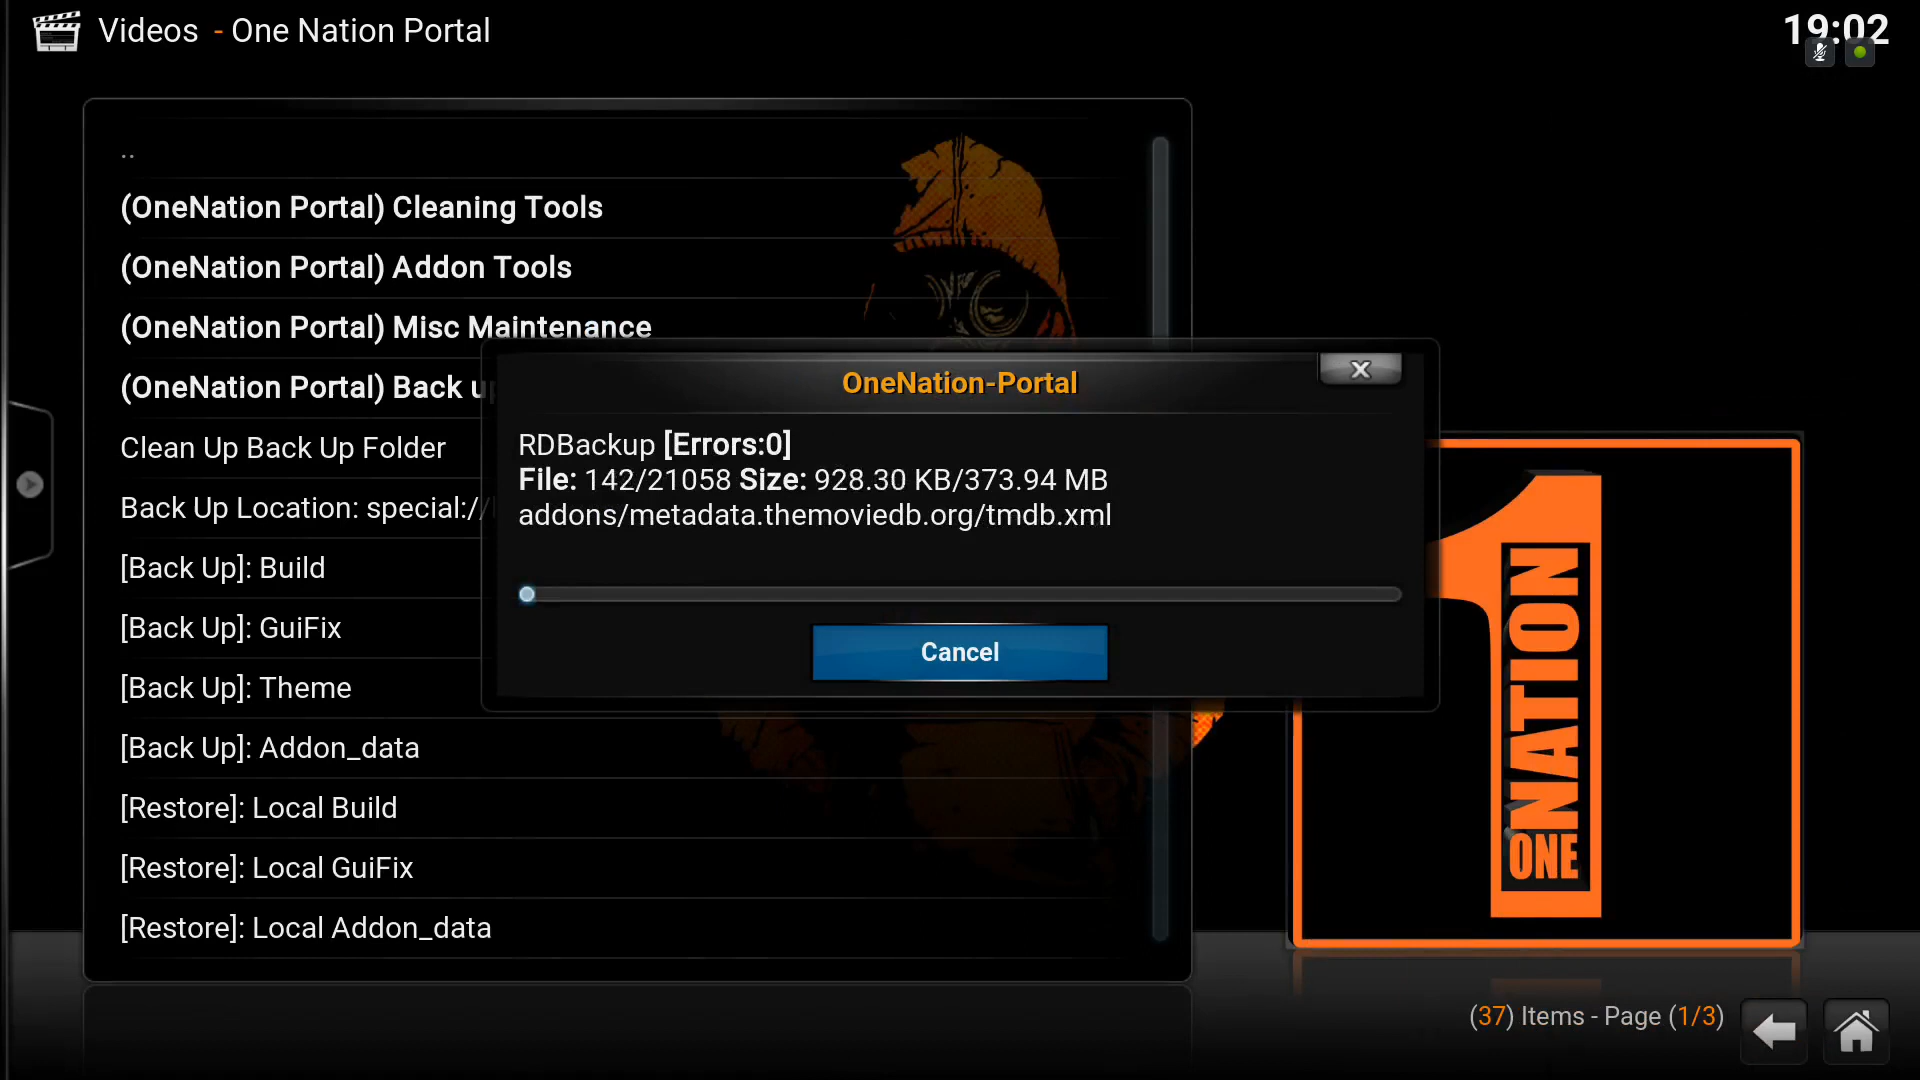 Videos - One Nation Portal
19:02
..
(OneNation Portal) Cleaning Tools
(OneNation Portal) Addon Tools
(OneNation Portal) Misc Maintenance
(OneNation Portal) Back
Clean Up Back Up Folder
Back Up Location: special://
[Back Up]: Build
[Back Up]: GuiFix
[Back Up]: Theme
[Back Up]: Addon_data
[Restore]: Local Build
[Restore]: Local GuiFix
[Restore]: Local Addon_data
OneNation-Portal
X
RDBackup [Errors:0]
File: 142/21058 Size: 928.30 KB/373.94 MB
addons/metadata.themoviedb.org/tmdb.xml
Cancel
ONE NATION
(37) Items - Page (1/3)